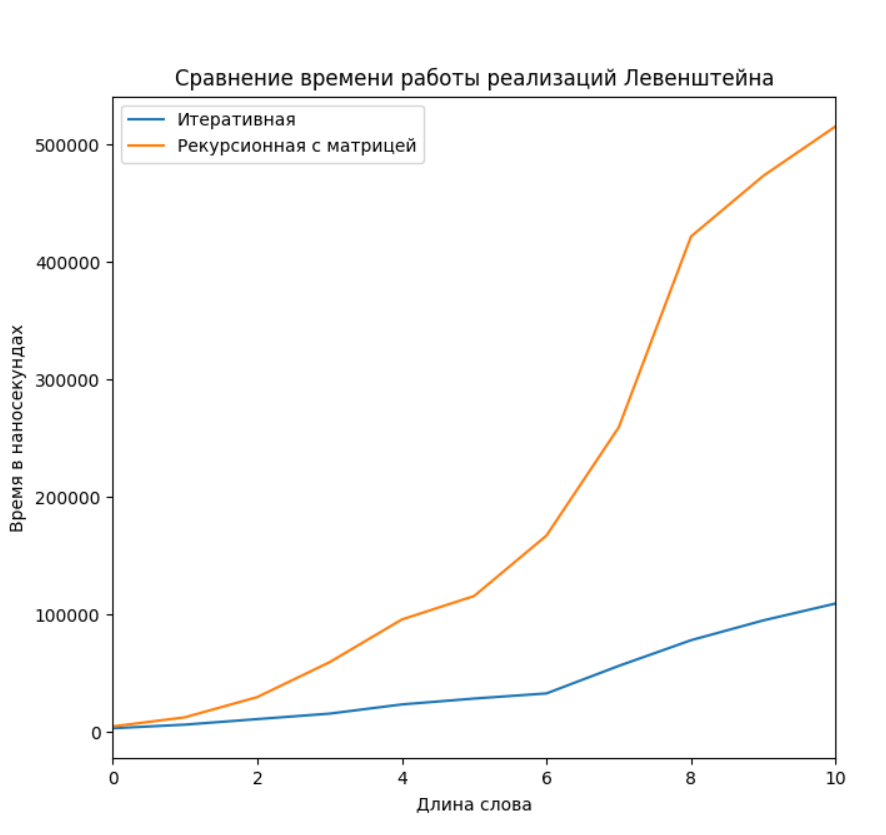 Сравнение времени работы реализаций Левенштейна
Итеративная
Рекурсионная с матрицей
500000
400000
300000
200000
100000
0
Время в наносекундах
0 2 4 6 8 10
Длина слова